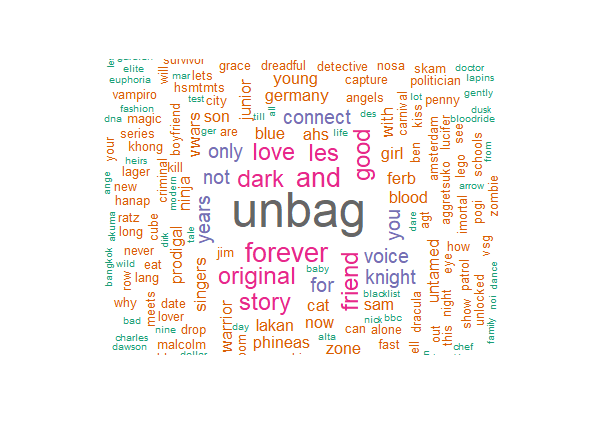 survivor
elite
euphoria
mar
lets
grace
dreadful
detective
nosa
skam
doctor
lapins
will
hsmtmts
young
capture
politician
gently
vampiro
test
city
junior
germany
angels
penny
dusk
fashion
son
till
all
connect
des
with
carnival
lot
kiss
bloodride
dna
magic
boyfriend
vwars
ger
are
blue
ahs
life
good
lucifer
see
series
your
khong
only
love
les
girl
ben
amsterdam
aggretsuko
lego
schools
from
heirs
kill
criminal
lager
ange
new
modern
ninja
not
dark
and
ferb
arrow
hanap
blood
imortal
pogi
zombie
years
unbag
you
dare
agt
ratz
akuma
cube
long
dirk
tale
bangkok
never
prodigal
jim
forever
voice
untamed
how
vsg
eye
wild
eat
row
lang
singers
original
baby
for
friend
knight
patrol
dance
unlocked
why
meets
date
story
blacklist
cat
sam
dracula
night
show
noi
lover
bad
nine
drop
warrior
day
lakan
now
nick
bbc
can
alone
out
this
family
charles
dawson
malcolm
dollar
phineas
alta
zone
fast
ell
chef